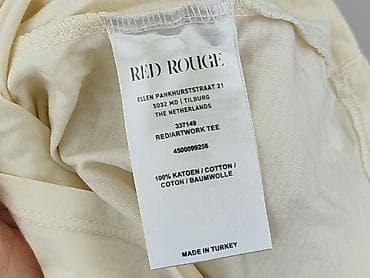 RED ROUGE
ELLEN PANKHURSTSTRAAT 21
5032 MD | TILBURG
THE NETHERLANDS
337149
RED/ARTWORK TEE
4500099256
100% KATOEN / COTTON /
COTON / BAUMWOLLE
MADE IN TURKEY